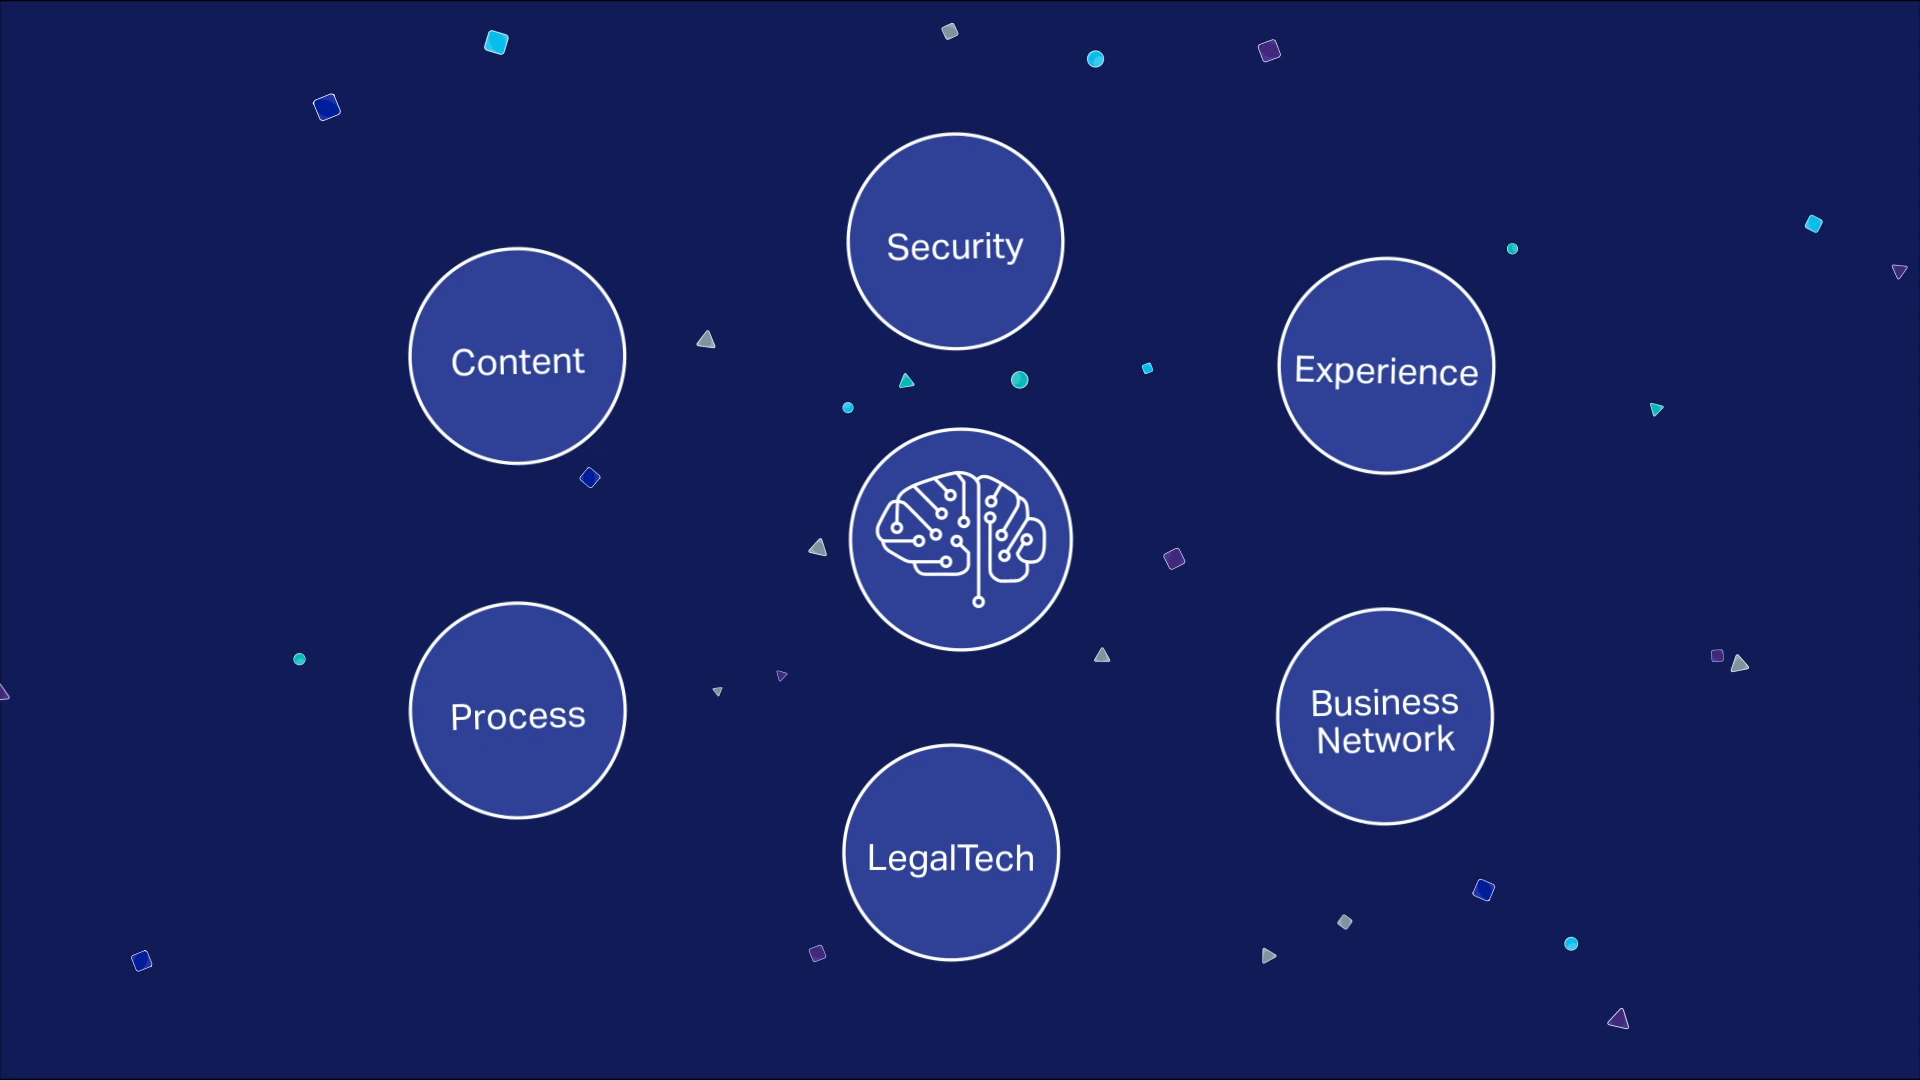 Security
Content
Experience
Process
Business
Network
LegalTech